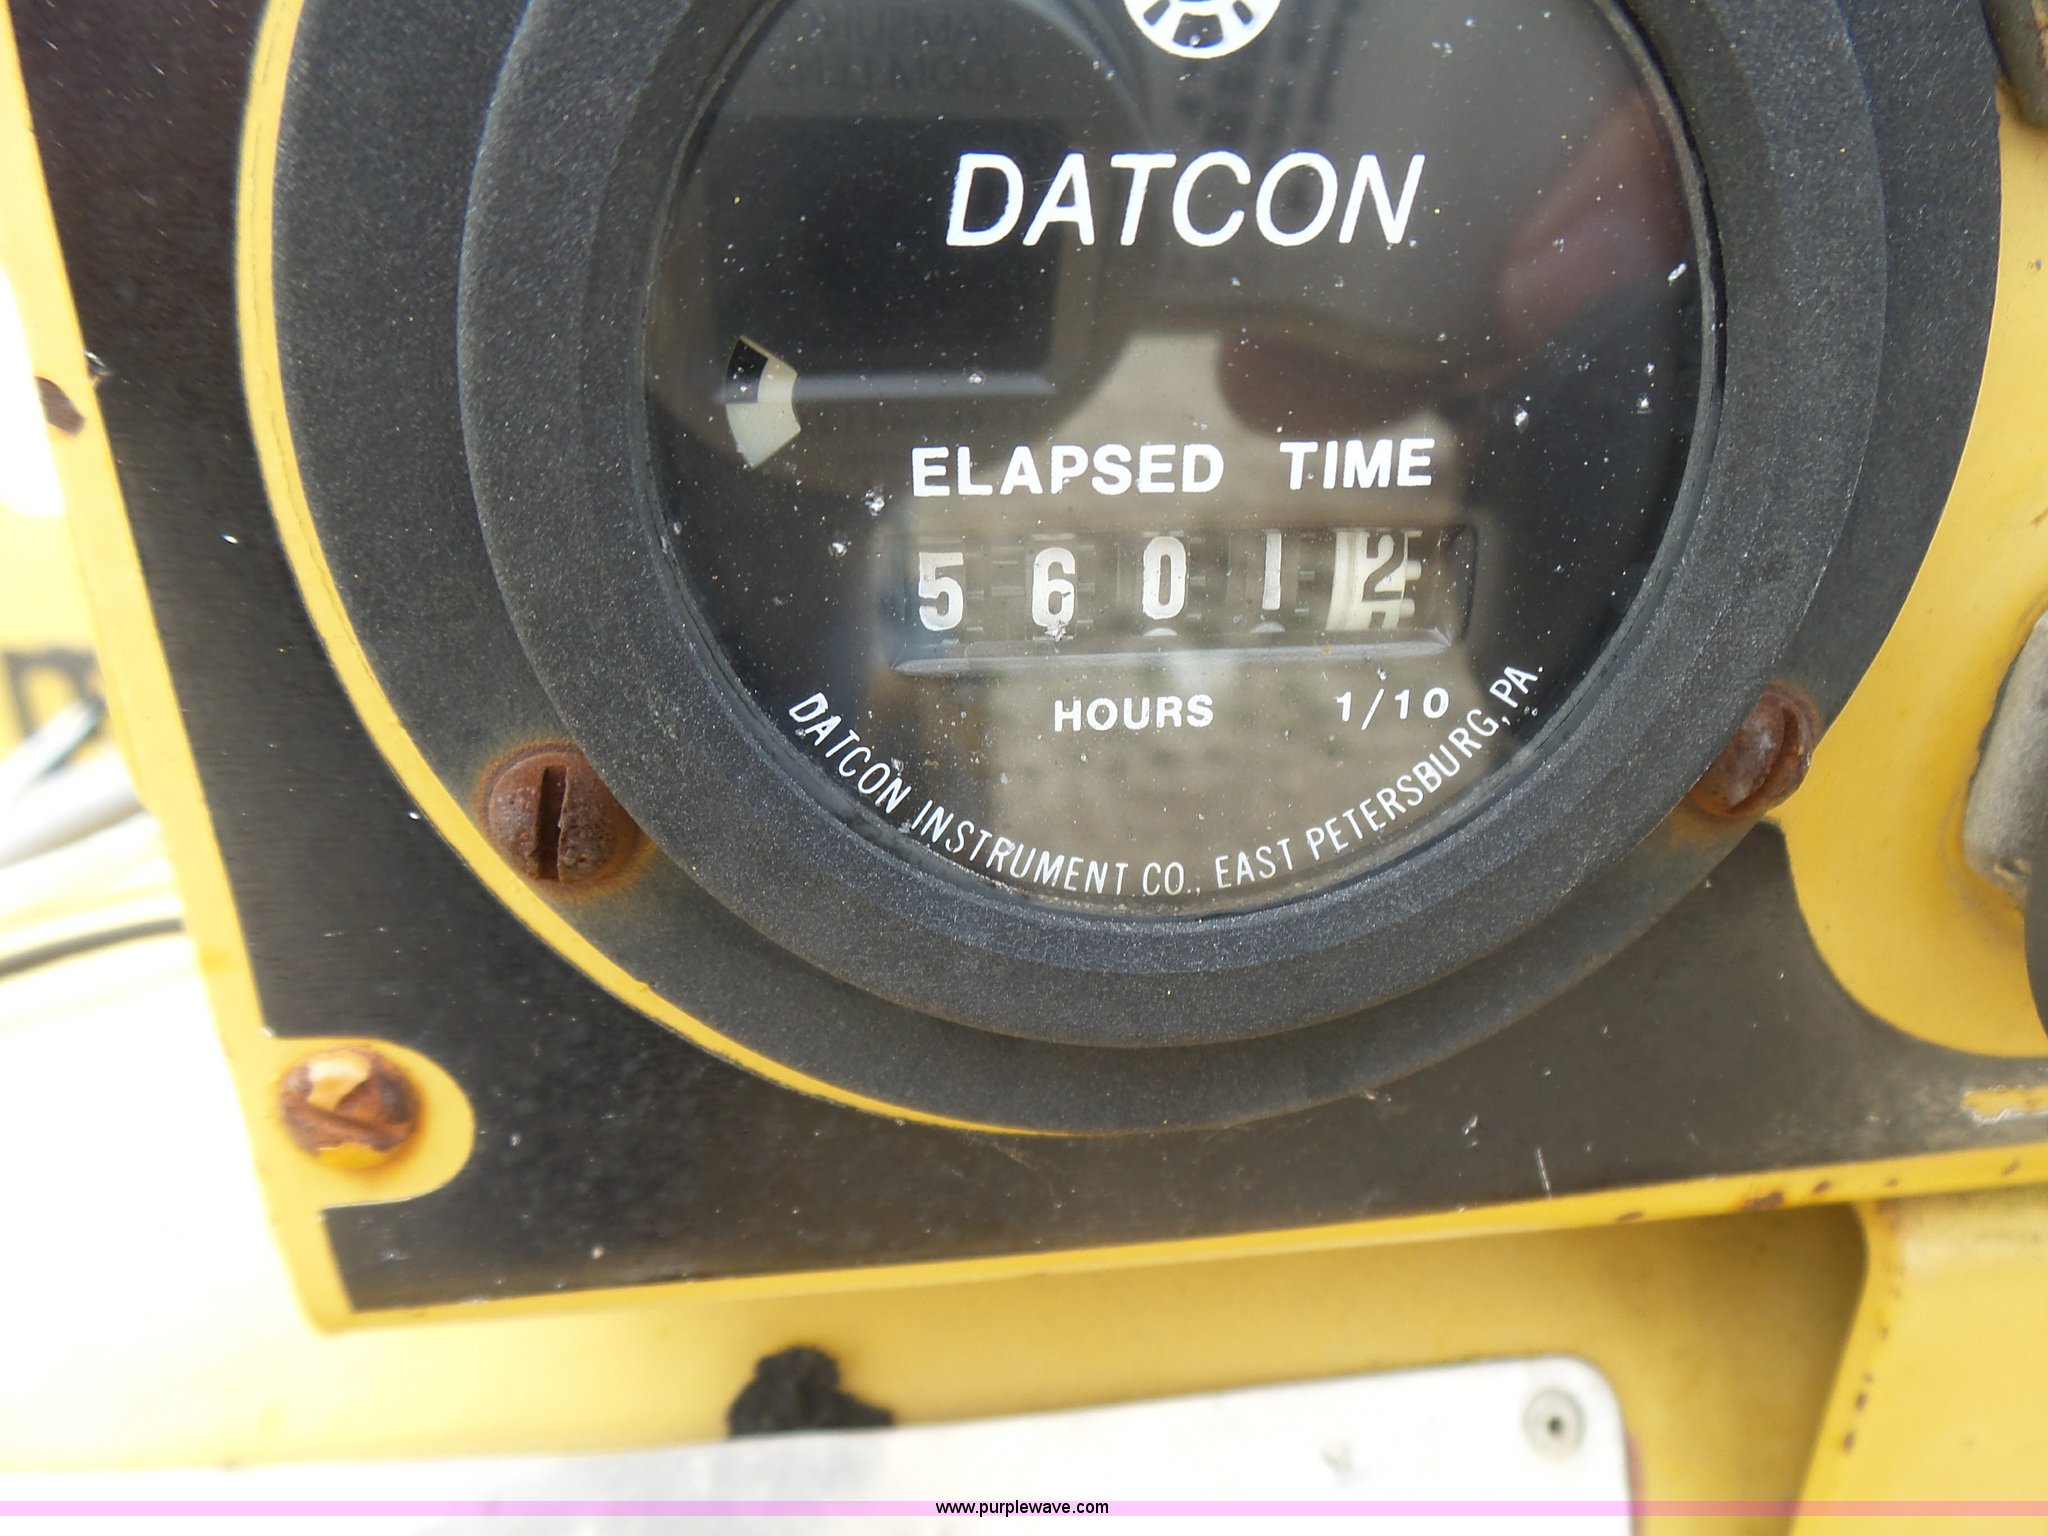 DATCON
ELAPSED TIME
5 6 0 1 2
HOURS 1/10
DATCON INSTRUMENT CO., EAST PETERSBURG, PA.
www.purplewave.com